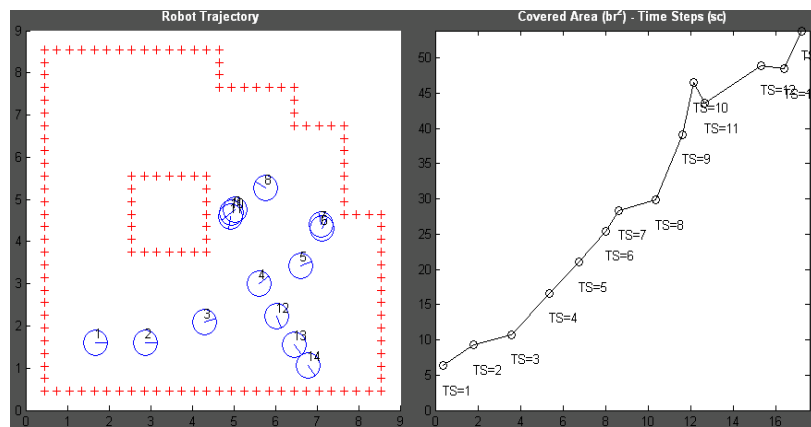 Robot Trajectory
9
8
7
6
5
4
3
2
1
0
0 1 2 3 4 5 6 7 8 9
8
7
6
5
4
3
12
13
14
1
2
Covered Area (br²) - Time Steps (sc)
50
45
40
35
30
25
20
15
10
5
0
0 2 4 6 8 10 12 14 16
TS=1
TS=2
TS=3
TS=4
TS=5
TS=6
TS=7
TS=8
TS=9
TS=10
TS=11
TS=12